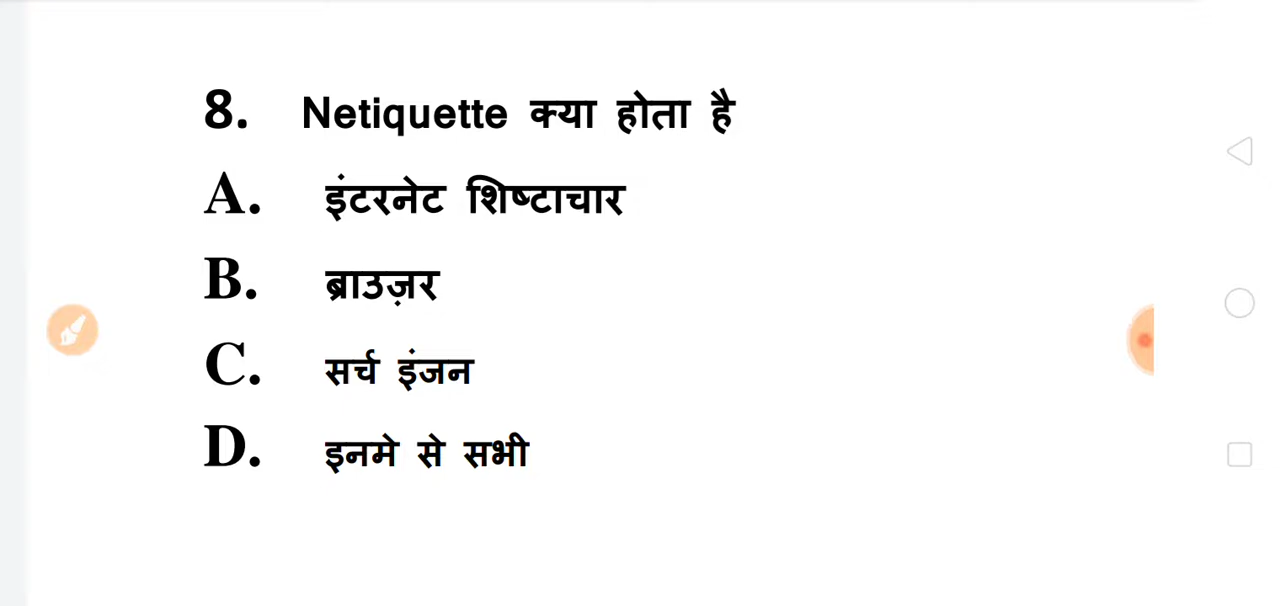 8. Netiquette क्या होता है
A. इंटरनेट शिष्टाचार
B. ब्राउज़र
C. सर्च इंजन
D. इनमे से सभी